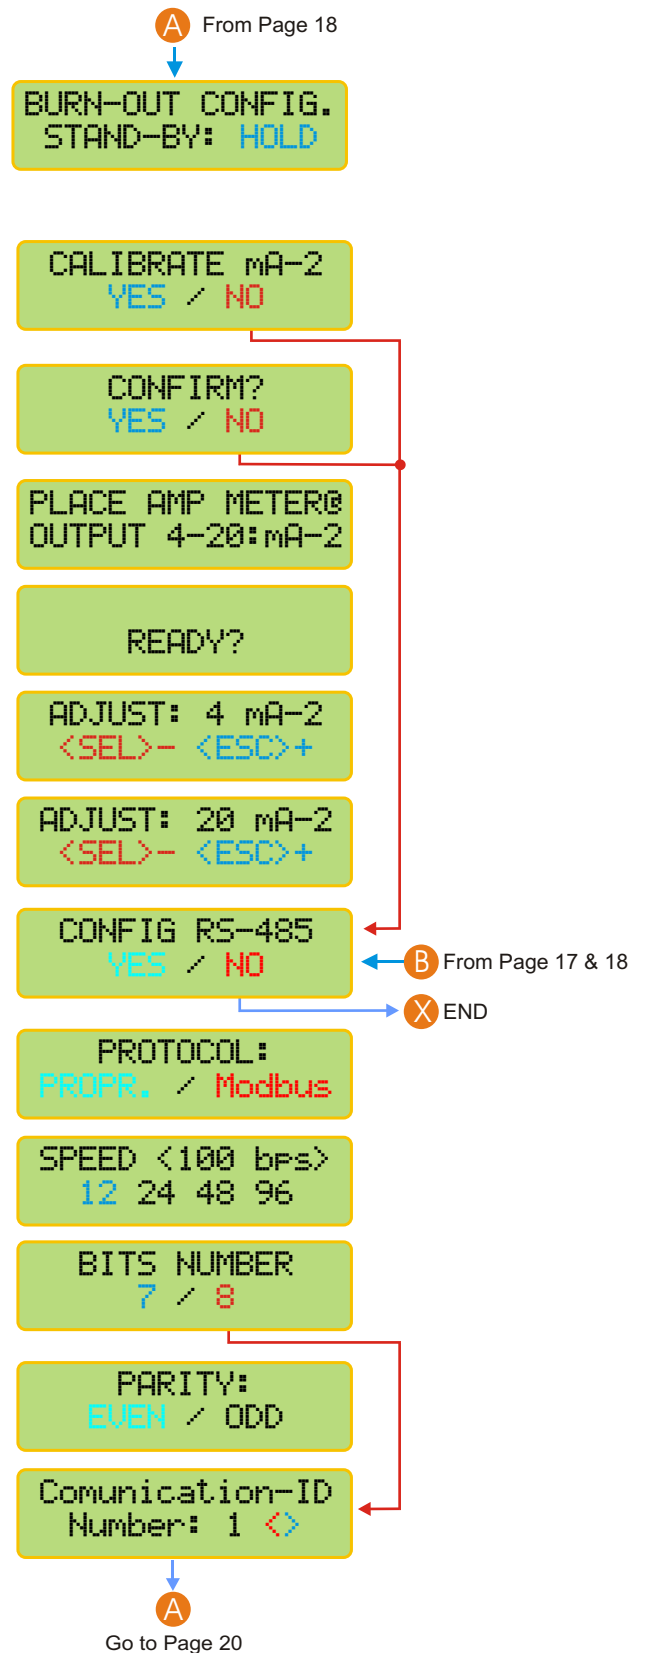 A From Page 18
BURN-OUT CONFIG.
STAND-BY: HOLD
CALIBRATE mA-2
YES / NO
CONFIRM?
YES / NO
PLACE AMP METER@
OUTPUT 4-20:mA-2
READY?
ADJUST: 4 mA-2
<SEL>- <ESC>+
ADJUST: 20 mA-2
<SEL>- <ESC>+
CONFIG RS-485
YES / NO
B From Page 17 & 18
X END
PROTOCOL:
PROPR. / Modbus
SPEED <100 bps>
12 24 48 96
BITS NUMBER
7 / 8
PARITY:
EVEN / ODD
Comunication-ID
Number: 1 <>
A
Go to Page 20